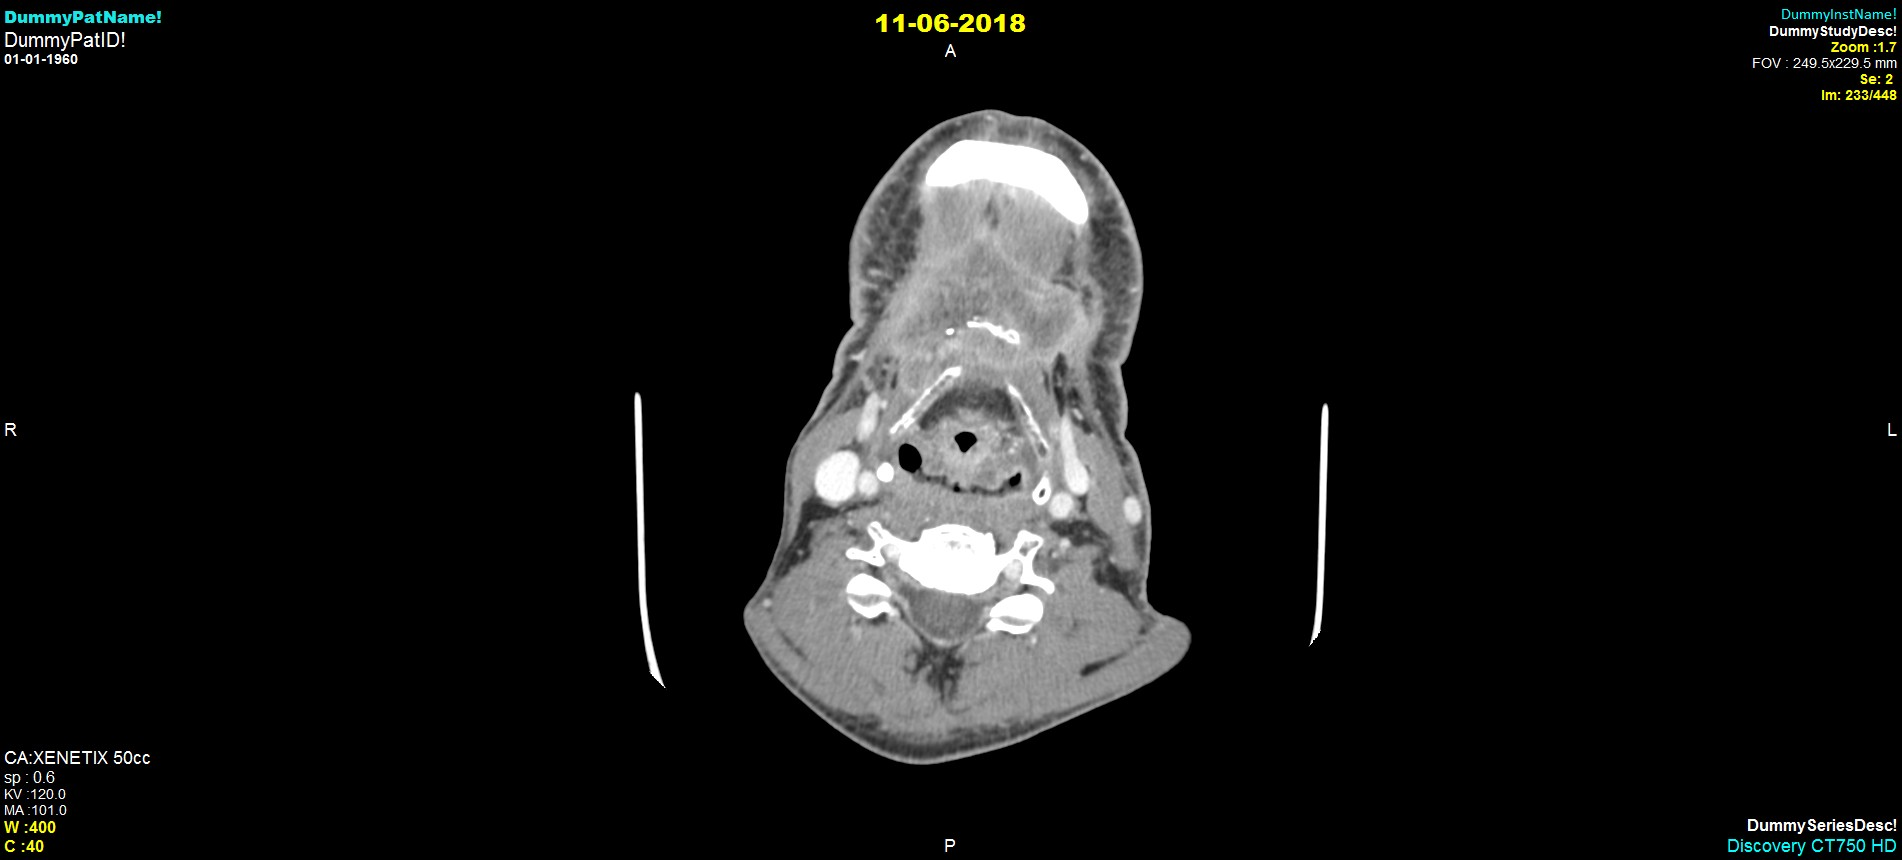 DummyPatName!
DummyPatID!
01-01-1960
11-06-2018
A
DummyInstName!
DummyStudyDesc!
Zoom :1.7
FOV : 249.5x229.5 mm
Se: 2
Im: 233/448
R
L
CA:XENETIX 50cc
sp : 0.6
KV :120.0
MA :101.0
W :400
C :40
P
DummySeriesDesc!
Discovery CT750 HD